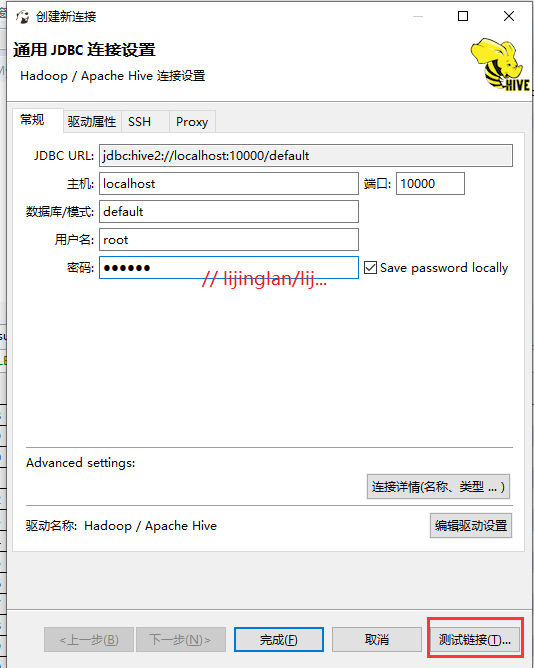 创建新连接
通用 JDBC 连接设置
Hadoop / Apache Hive 连接设置
HIVE
常规 驱动属性 SSH Proxy
JDBC URL: jdbc:hive2://localhost:10000/default
主机: localhost 端口: 10000
数据库/模式: default
用户名: root
密码: ●●●●●● Save password locally
// lijinglan/lij...
Advanced settings:
连接详情(名称、类型 ... )
驱动名称: Hadoop / Apache Hive 编辑驱动设置
<上一步(B) 下一步(N)> 完成(F) 取消 测试链接(T)...